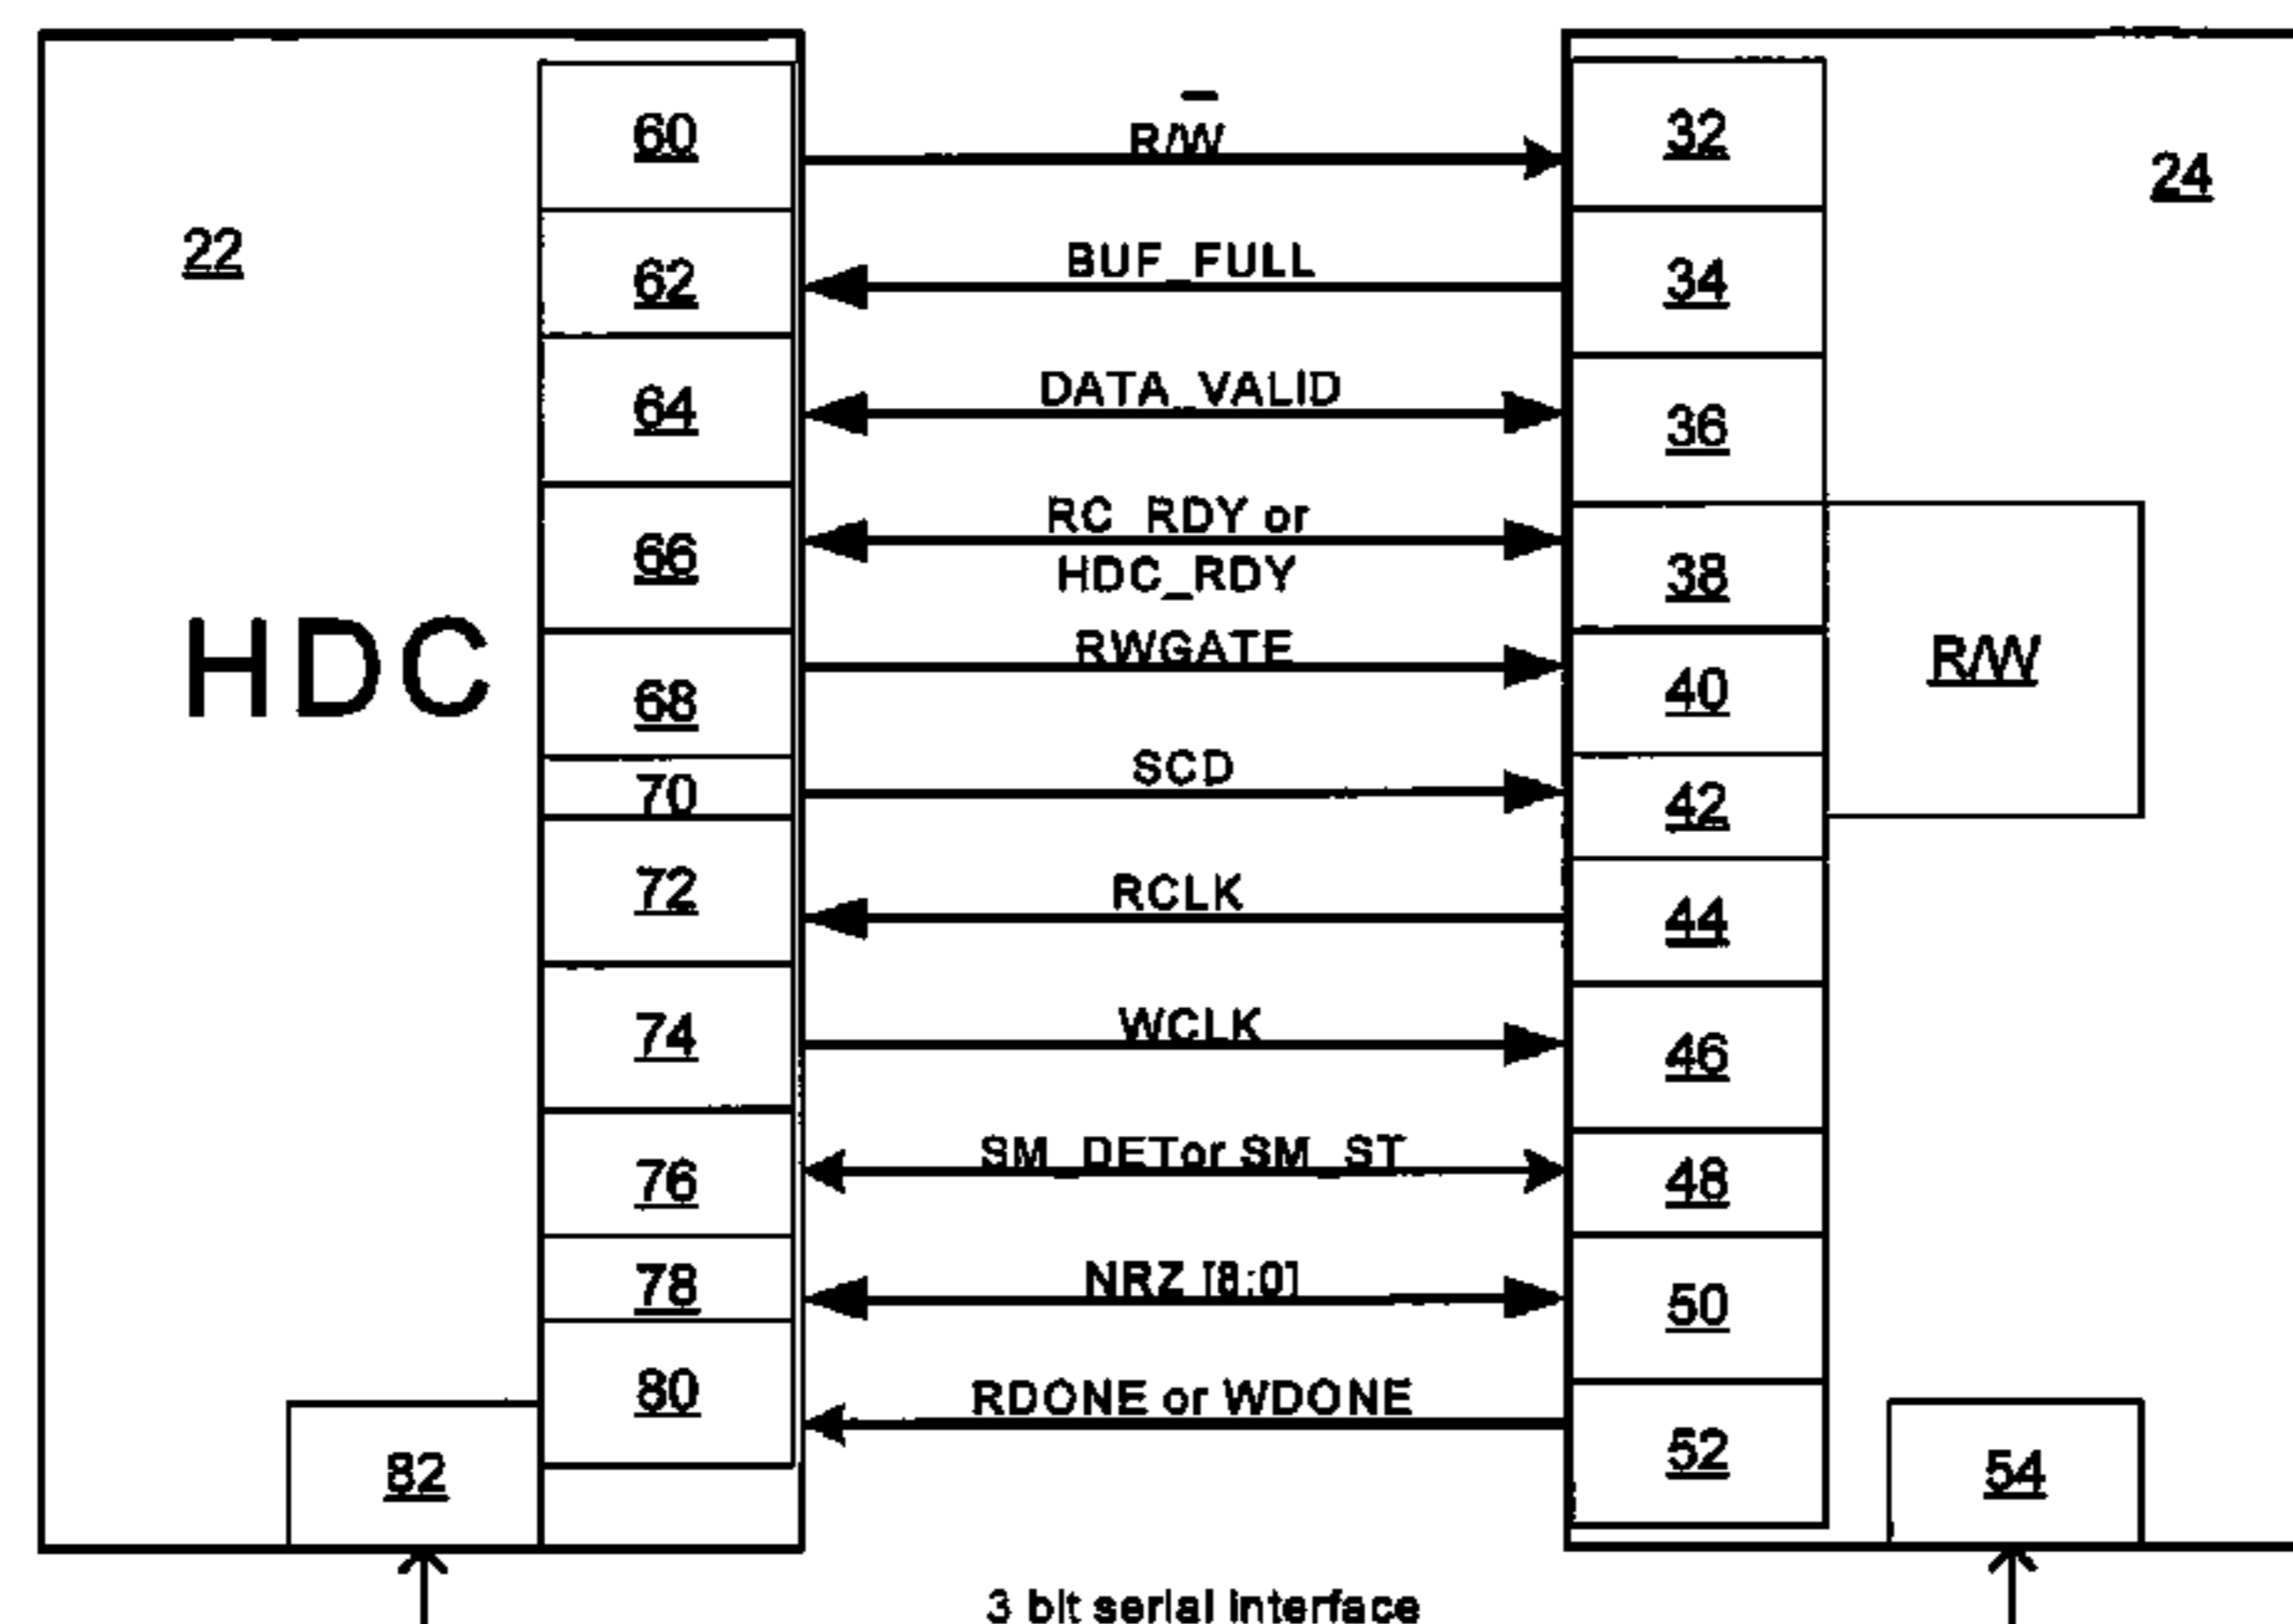 60
R/W
32
24
22
62
BUF_FULL
34
64
DATA_VALID
36
66
RC_RDY or
HDC_RDY
38
HDC
68
RWGATE
40
R/W
70
SCD
42
72
RCLK
44
74
WCLK
46
76
SM_DETor SM_ST
48
78
NRZ [8:0]
50
80
RDONE or WDONE
52
82
54
3 bit serial interface